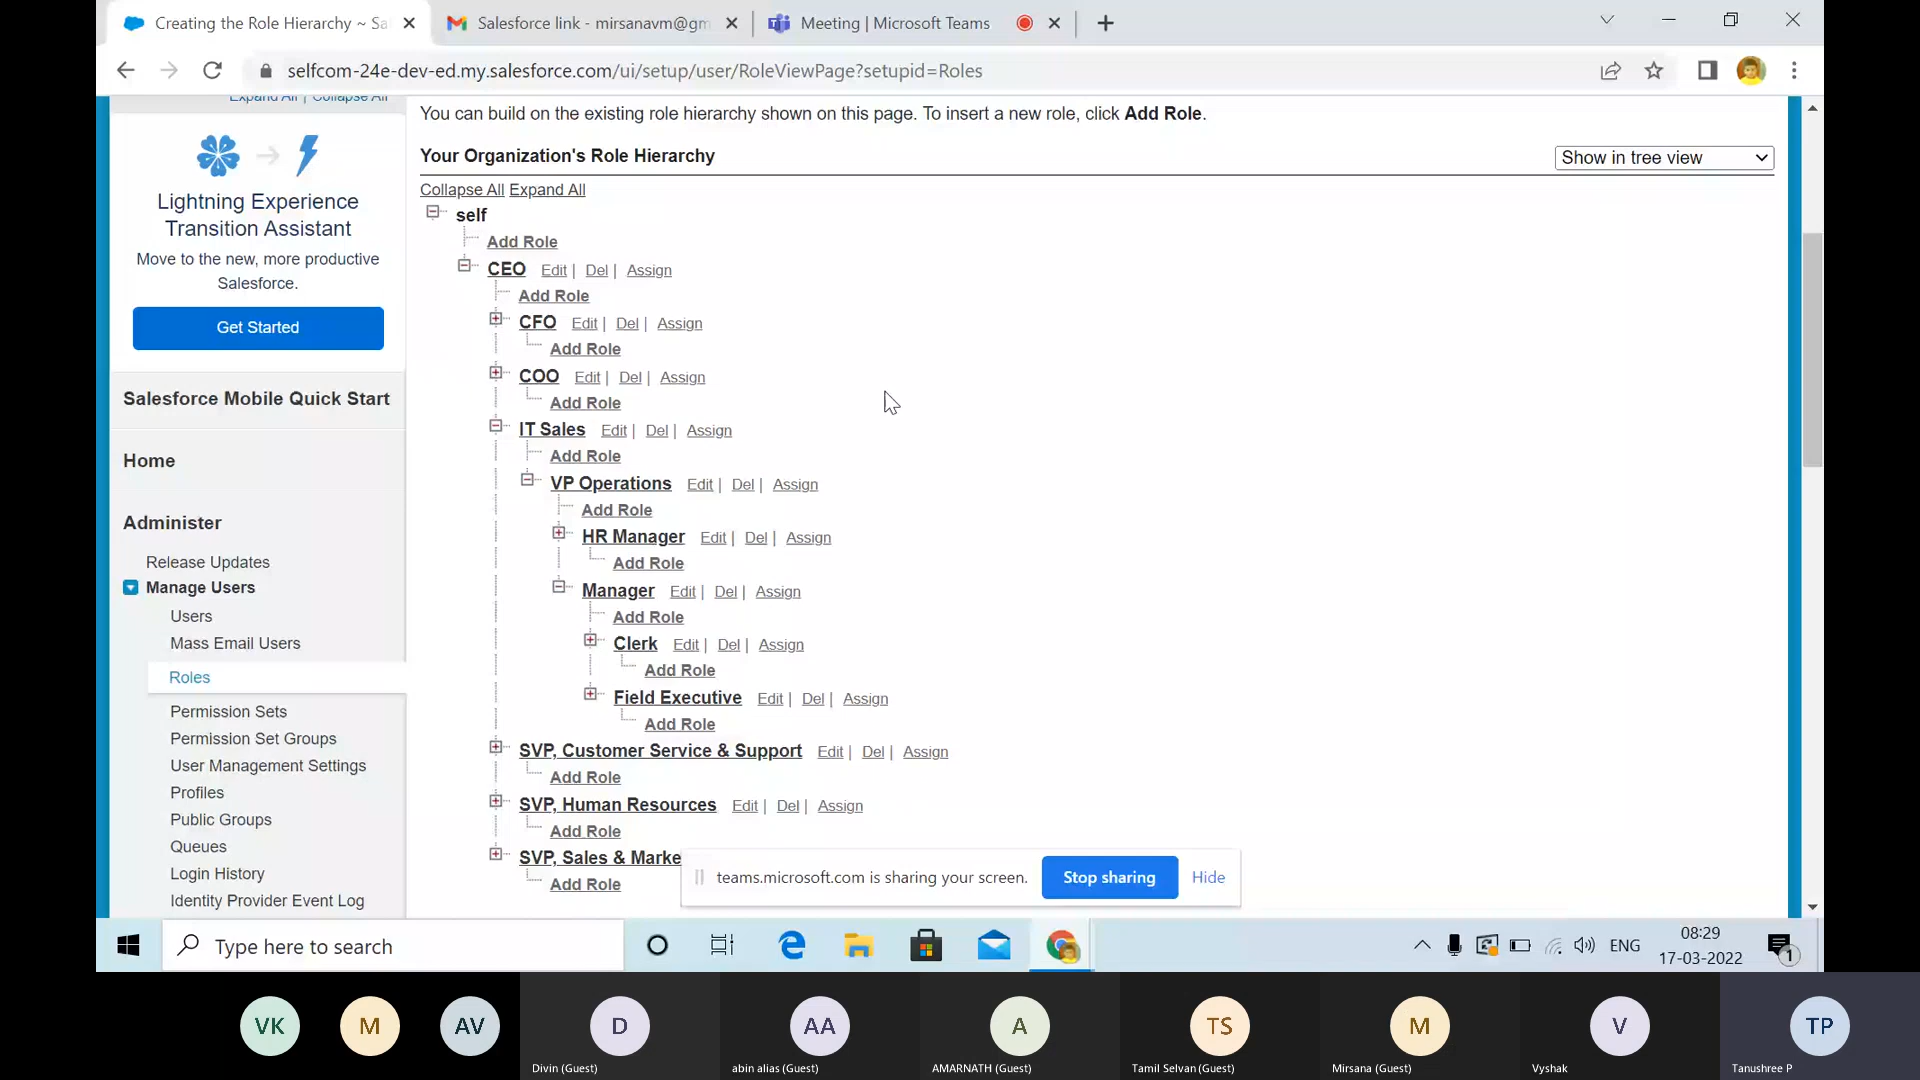 Creating the Role Hierarchy ~ Sa
Salesforce link - mirsanavm@gm
Meeting | Microsoft Teams
selfcom-24e-dev-ed.my.salesforce.com/ui/setup/user/RoleViewPage?setupid=Roles
Expand All | Collapse All
Lightning Experience
Transition Assistant
Move to the new, more productive
Salesforce.
Get Started
Salesforce Mobile Quick Start
Home
Administer
Release Updates
Manage Users
Users
Mass Email Users
Roles
Permission Sets
Permission Set Groups
User Management Settings
Profiles
Public Groups
Queues
Login History
Identity Provider Event Log
You can build on the existing role hierarchy shown on this page. To insert a new role, click Add Role.
Your Organization's Role Hierarchy
Show in tree view
Collapse All Expand All
self
Add Role
CEO Edit | Del | Assign
Add Role
CFO Edit | Del | Assign
Add Role
COO Edit | Del | Assign
Add Role
IT Sales Edit | Del | Assign
Add Role
VP Operations Edit | Del | Assign
Add Role
HR Manager Edit | Del | Assign
Add Role
Manager Edit | Del | Assign
Add Role
Clerk Edit | Del | Assign
Add Role
Field Executive Edit | Del | Assign
Add Role
SVP, Customer Service & Support Edit | Del | Assign
Add Role
SVP, Human Resources Edit | Del | Assign
Add Role
SVP, Sales & Marke
Add Role
teams.microsoft.com is sharing your screen.
Stop sharing
Hide
Type here to search
ENG
08:29
17-03-2022
1
VK
M
AV
D
Divin (Guest)
AA
abin alias (Guest)
A
AMARNATH (Guest)
TS
Tamil Selvan (Guest)
M
Mirsana (Guest)
V
Vyshak
TP
Tanushree P